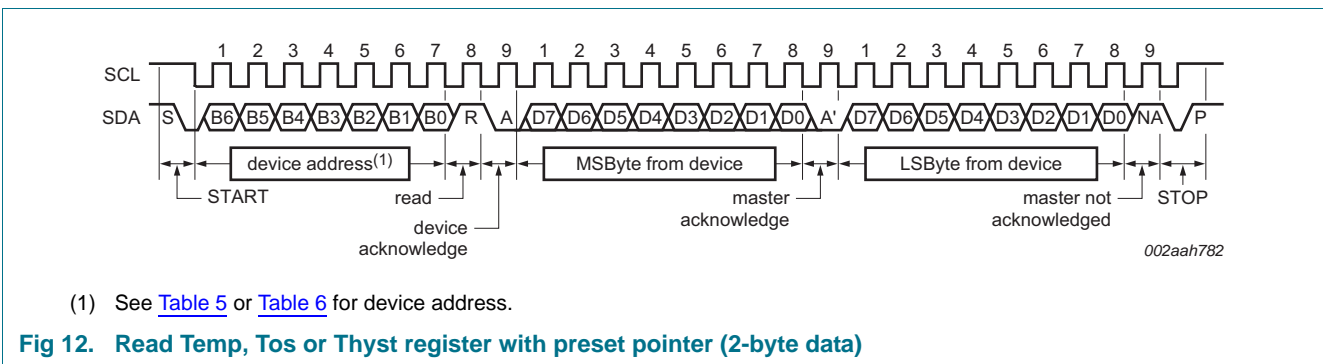 1 2 3 4 5 6 7 8 9 1 2 3 4 5 6 7 8 9 1 2 3 4 5 6 7 8 9
SCL
SDA S B6 B5 B4 B3 B2 B1 B0 R A D7 D6 D5 D4 D3 D2 D1 D0 A' D7 D6 D5 D4 D3 D2 D1 D0 NA P
device address(1) MSByte from device LSByte from device
START read master master not STOP
device acknowledge acknowledged
acknowledge
002aah782
(1) See Table 5 or Table 6 for device address.
Fig 12. Read Temp, Tos or Thyst register with preset pointer (2-byte data)